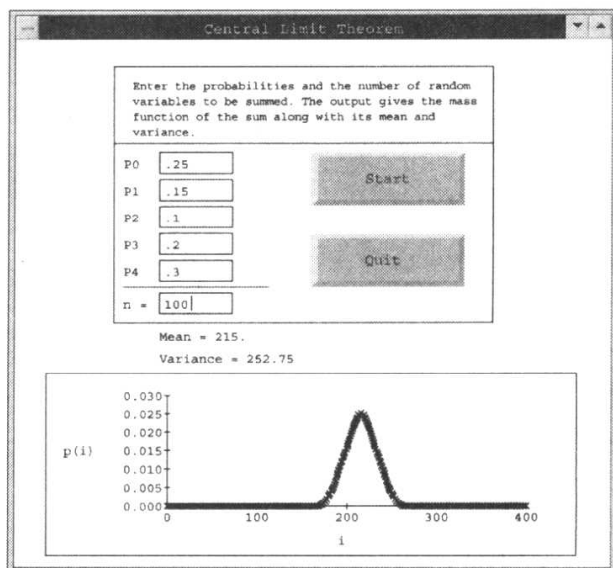 Central Limit Theorem
Enter the probabilities and the number of random
variables to be summed. The output gives the mass
function of the sum along with its mean and
variance.
P0 .25
P1 .15
P2 .1
P3 .2
P4 .3
n = 100
Start
Quit
Mean = 215.
Variance = 252.75
0.030
0.025
0.020
0.015
0.010
0.005
0.000
p(i)
0 100 200 300 400
i